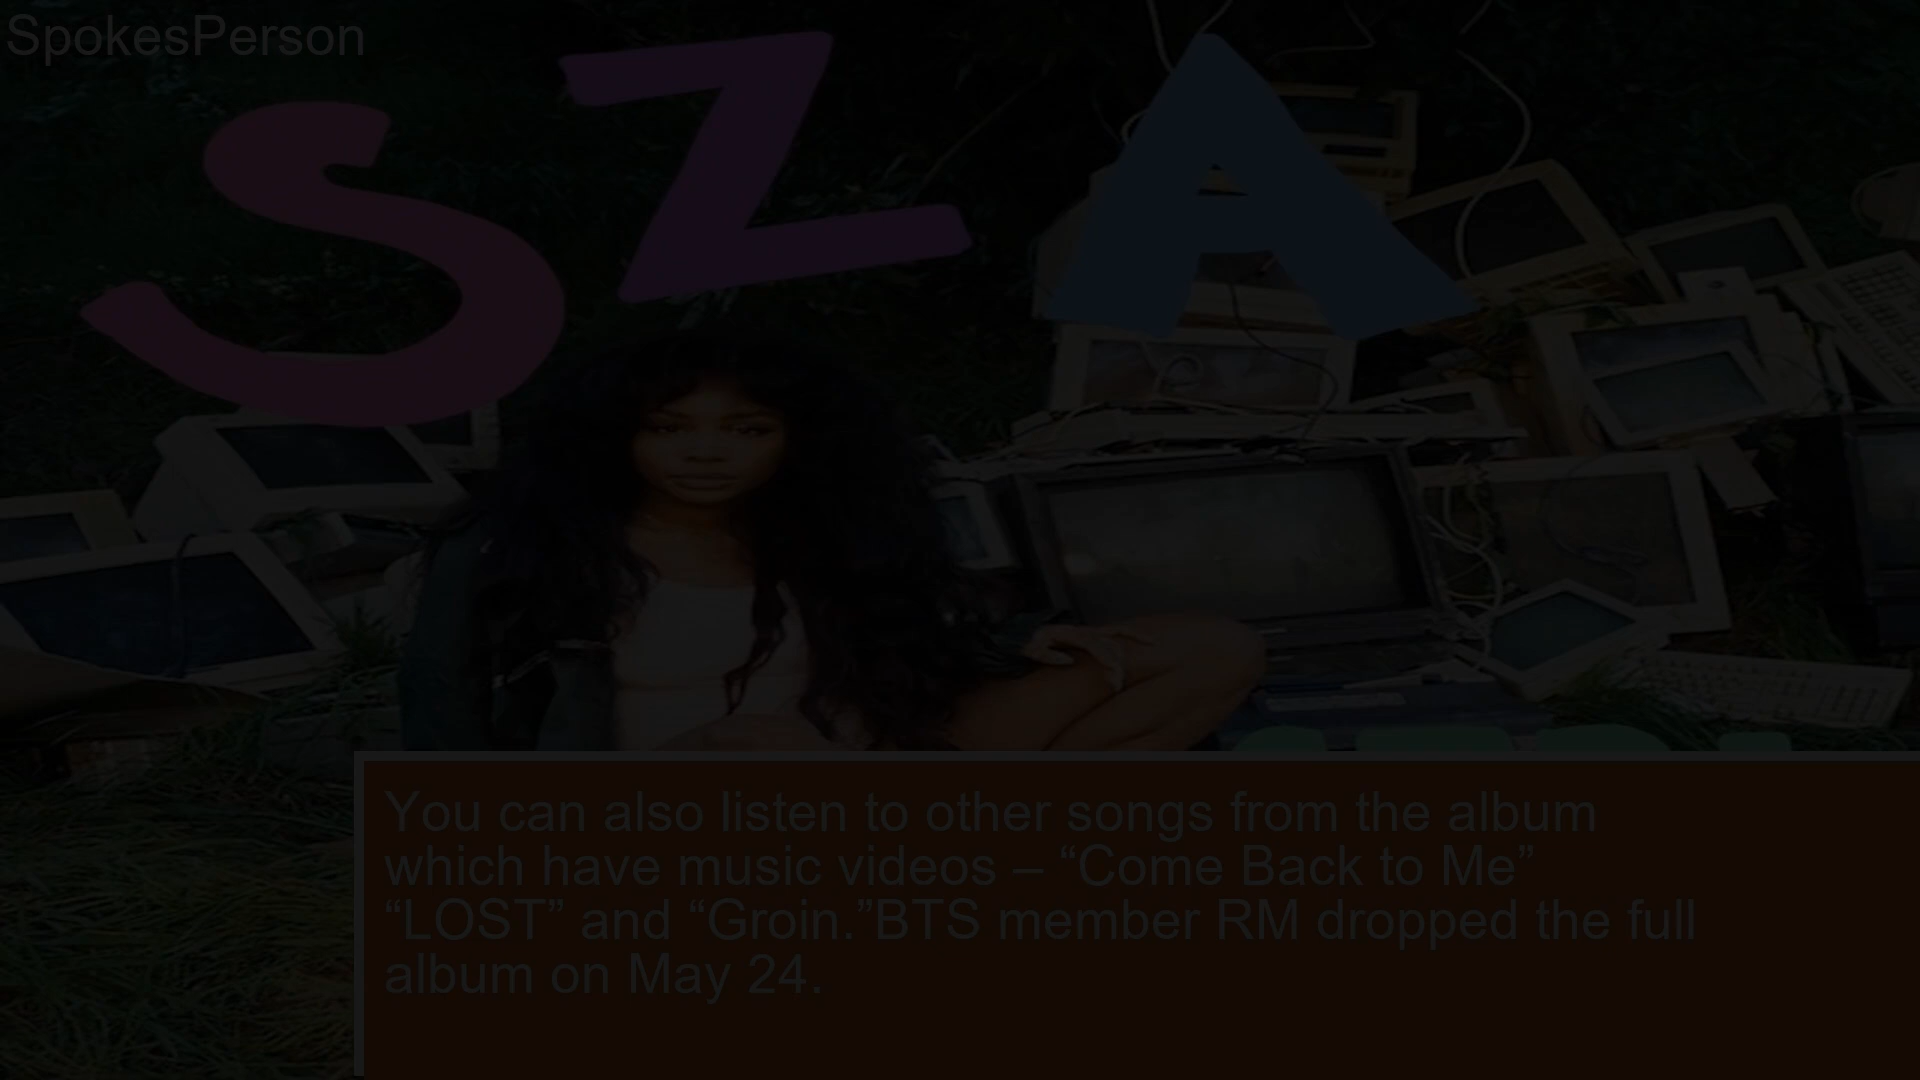 SpokesPerson
SZA
You can also listen to other songs from the album
which have music videos – “Come Back to Me”
“LOST” and “Groin.”BTS member RM dropped the full
album on May 24.